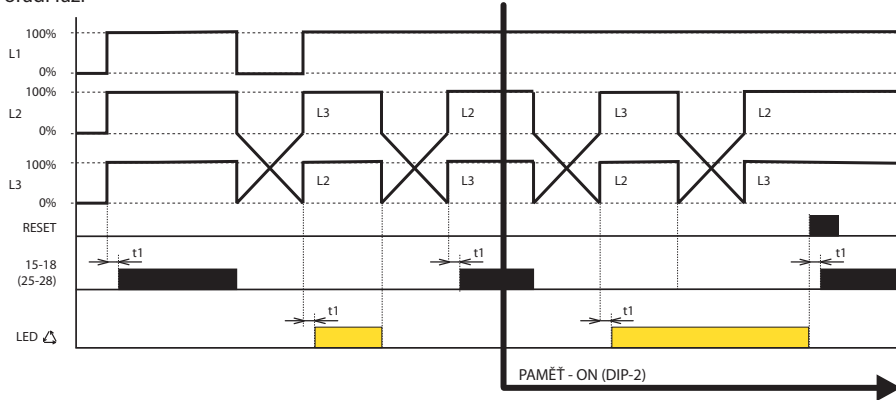 100%
L1
0%
100%
L2
L3
L2
L3
L2
0%
100%
L3
L2
L3
L2
L3
0%
RESET
t1
t1
t1
15-18
(25-28)
t1
t1
LED
PAMĚŤ - ON (DIP-2)